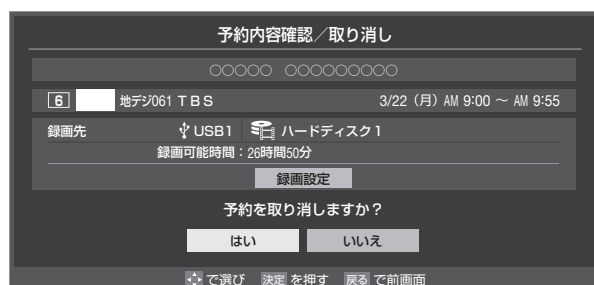 予約内容確認／取り消し
○○○○○ ○○○○○○○○○
6 地デジ061 TBS 3/22（月）AM 9:00 ～ AM 9:55
録画先 USB1 ハードディスク1
録画可能時間：26時間50分
録画設定
予約を取り消しますか？
はい いいえ
で選び 決定 を押す 戻る で前画面